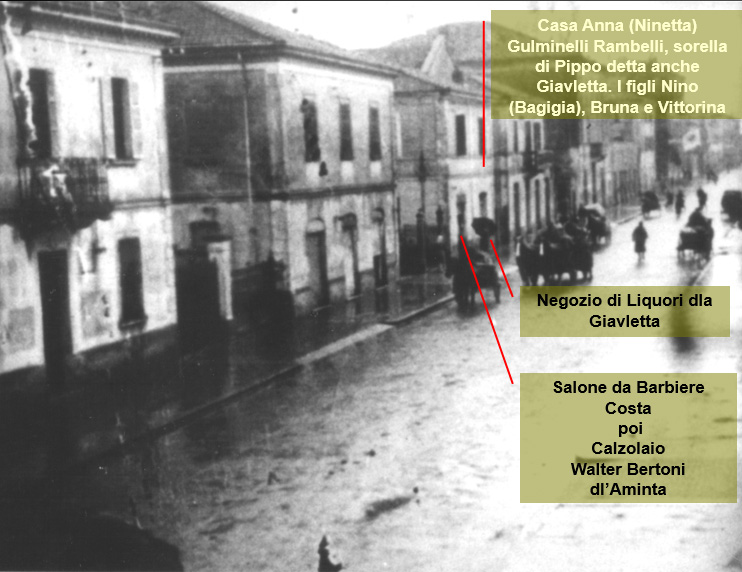 Casa Anna (Ninetta)
Gulminelli Rambelli, sorella
di Pippo detta anche
Giavletta. I figli Nino
(Bagigia), Bruna e Vittorina
Negozio di Liquori dla
Giavletta
Salone da Barbiere
Costa
poi
Calzolaio
Walter Bertoni
dl’Aminta